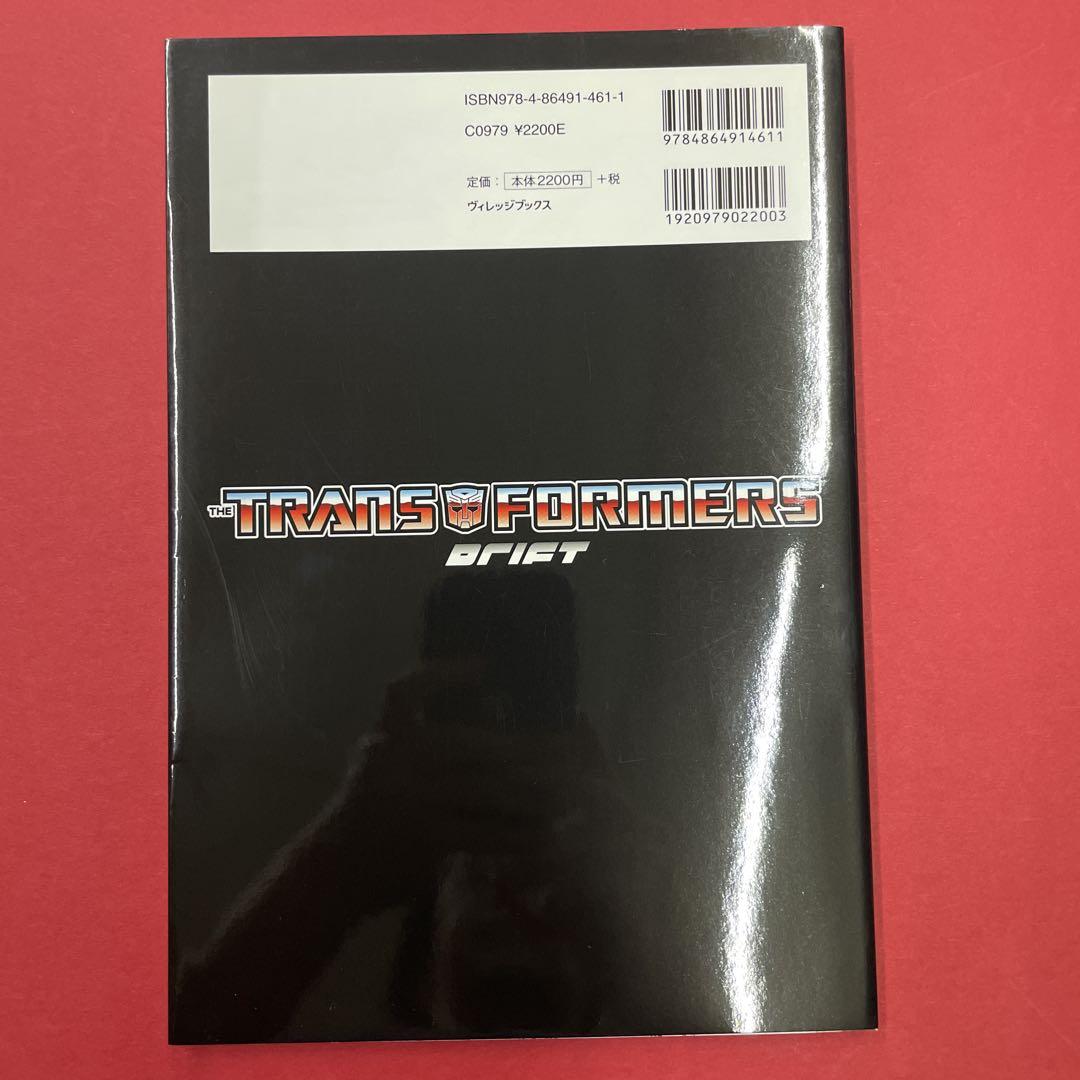 ISBN978-4-86491-461-1
C0979 ¥2200E
9784864914611
定価： 本体2200円 +税
ヴィレッジブックス
1920979022003
THE TRANSFORMERS
DRIFT